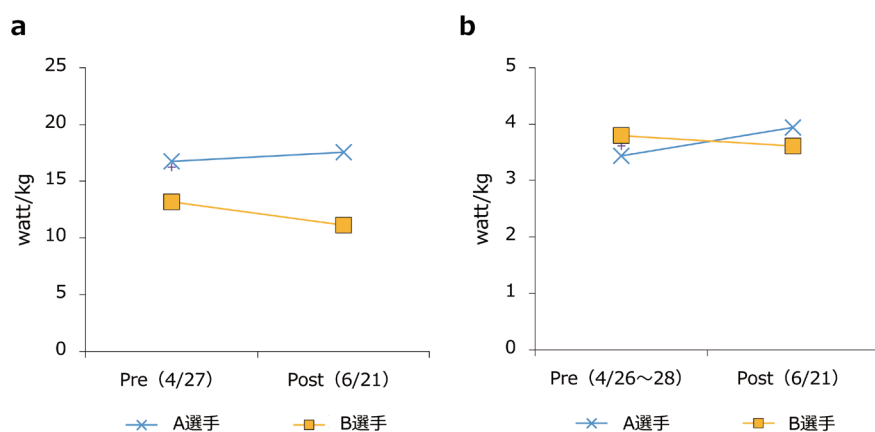 a
25
20
15
10
5
0
watt/kg
Pre（4/27）
Post（6/21）
A選手
B選手
b
5
4
3
2
1
0
watt/kg
Pre（4/26～28）
Post（6/21）
A選手
B選手